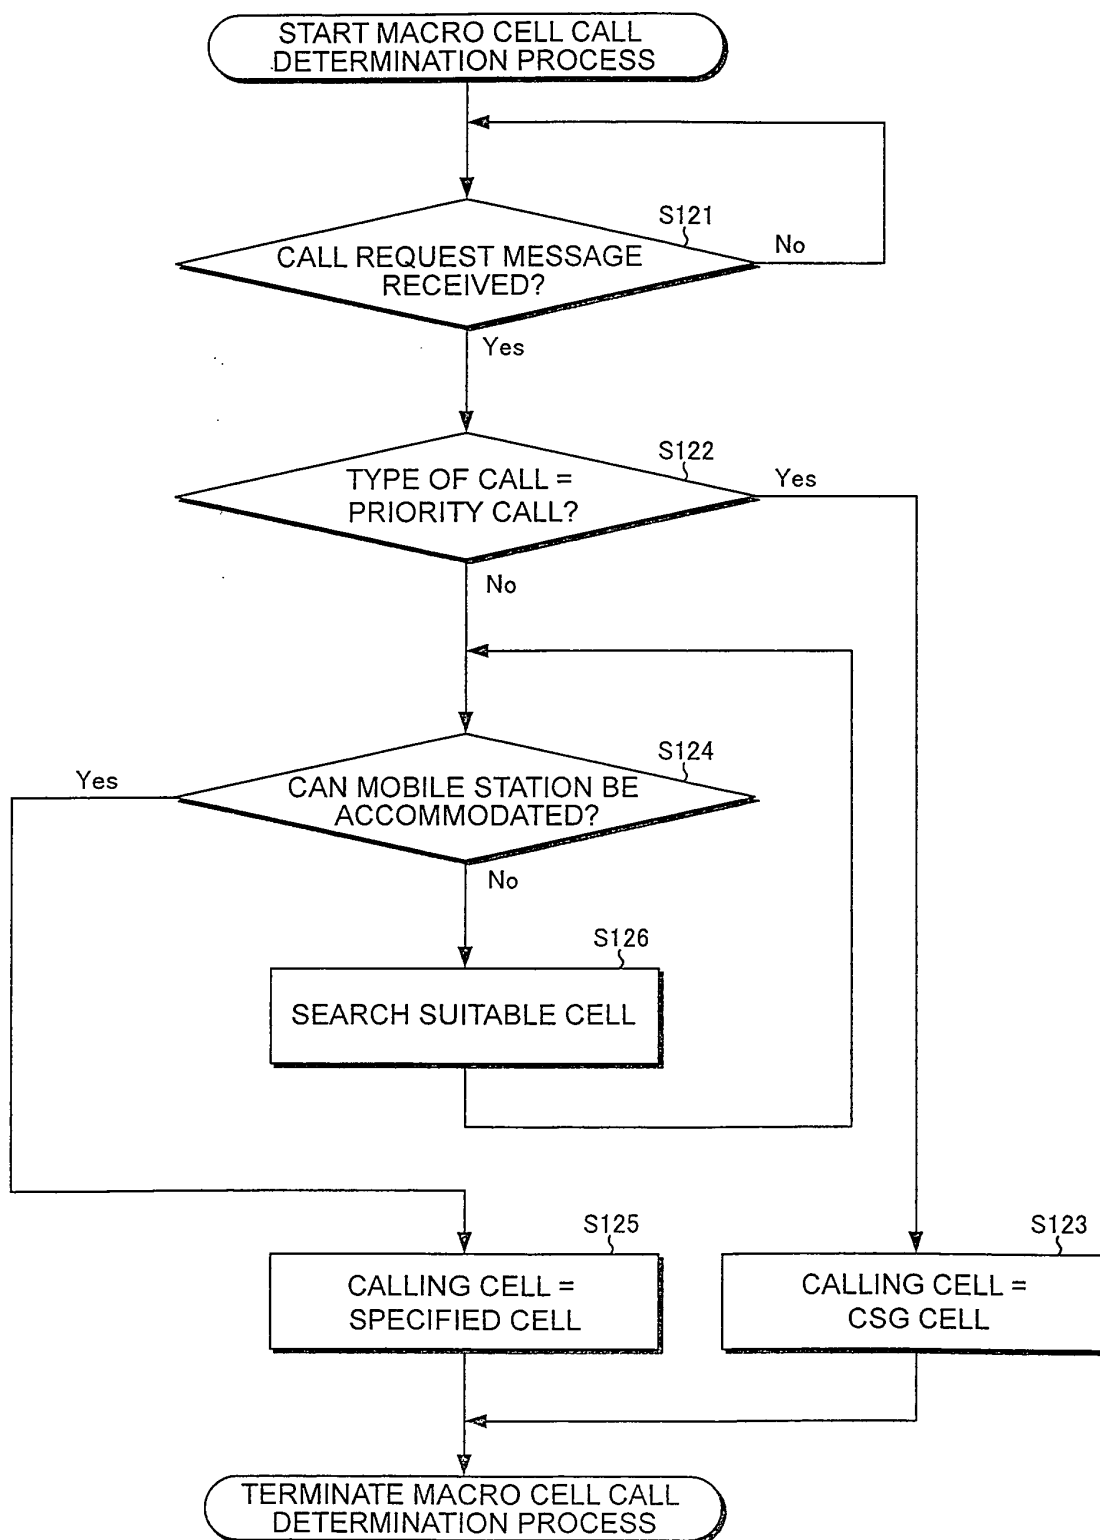 START MACRO CELL CALL
DETERMINATION PROCESS
S121
CALL REQUEST MESSAGE
RECEIVED?
No
Yes
S122
TYPE OF CALL =
PRIORITY CALL?
Yes
No
S124
Yes
CAN MOBILE STATION BE
ACCOMMODATED?
No
S126
SEARCH SUITABLE CELL
S125
CALLING CELL =
SPECIFIED CELL
S123
CALLING CELL =
CSG CELL
TERMINATE MACRO CELL CALL
DETERMINATION PROCESS